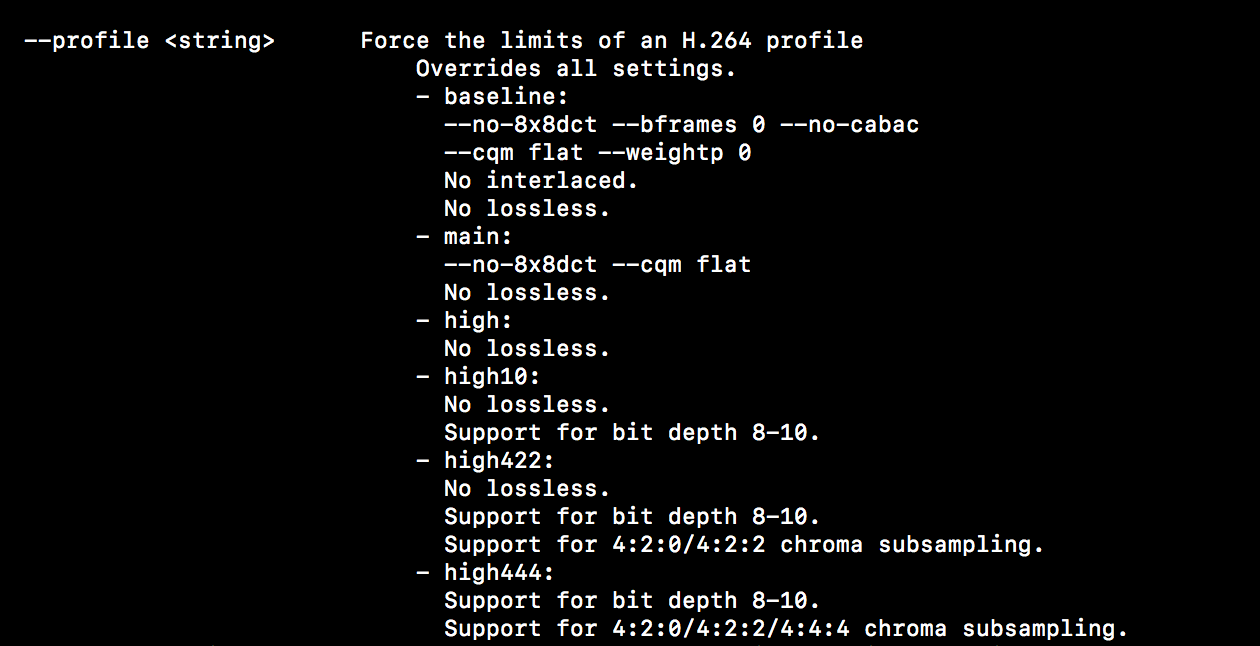 --profile <string>      Force the limits of an H.264 profile
Overrides all settings.
- baseline:
--no-8x8dct --bframes 0 --no-cabac
--cqm flat --weightp 0
No interlaced.
No lossless.
- main:
--no-8x8dct --cqm flat
No lossless.
- high:
No lossless.
- high10:
No lossless.
Support for bit depth 8-10.
- high422:
No lossless.
Support for bit depth 8-10.
Support for 4:2:0/4:2:2 chroma subsampling.
- high444:
Support for bit depth 8-10.
Support for 4:2:0/4:2:2/4:4:4 chroma subsampling.